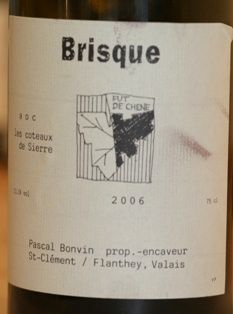 Brisque
FUT
DE CHENE
aoc
les coteaux
de Sierre
2006
75 cl
Pascal Bonvin prop.-encaveur
St-Clément / Flanthey, Valais